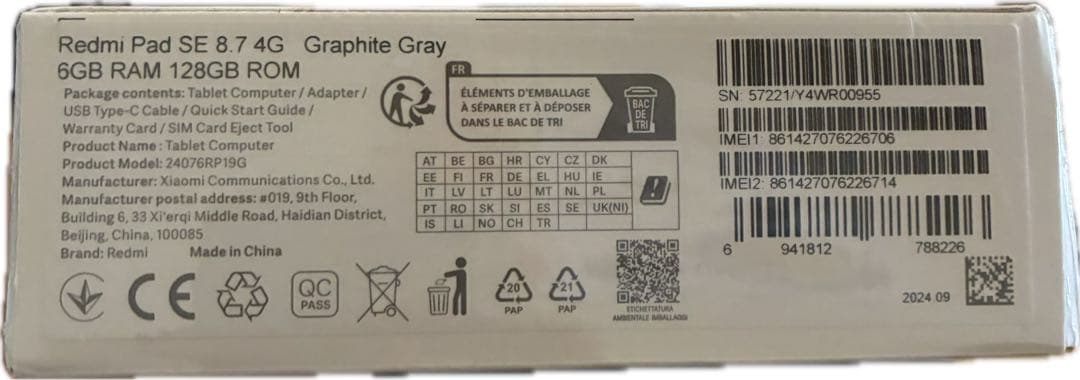 Redmi Pad SE 8.7 4G Graphite Gray
6GB RAM 128GB ROM
Package contents: Tablet Computer / Adapter /
USB Type-C Cable / Quick Start Guide /
Warranty Card / SIM Card Eject Tool
Product Name : Tablet Computer
Product Model: 24076RP19G
Manufacturer: Xiaomi Communications Co., Ltd.
Manufacturer postal address: #019, 9th Floor,
Building 6, 33 Xi'erqi Middle Road, Haidian District,
Beijing, China, 100085
Brand: Redmi Made in China
FR
ÉLÉMENTS D'EMBALLAGE
À SÉPARER ET À DÉPOSER
DANS LE BAC DE TRI
BAC
DE
TRI
AT BE BG HR CY CZ DK
EE FI FR DE EL HU IE
IT LV LT LU MT NL PL
PT RO SK SI ES SE UK(NI)
IS LI NO CH TR
CE
QC
PASS
20
PAP
21
PAP
ETICHETTATURA
AMBIENTALE IMBALLAGGI
SN: 57221/Y4WR00955
IMEI1: 861427076226706
IMEI2: 861427076226714
6 941812 788226
2024.09